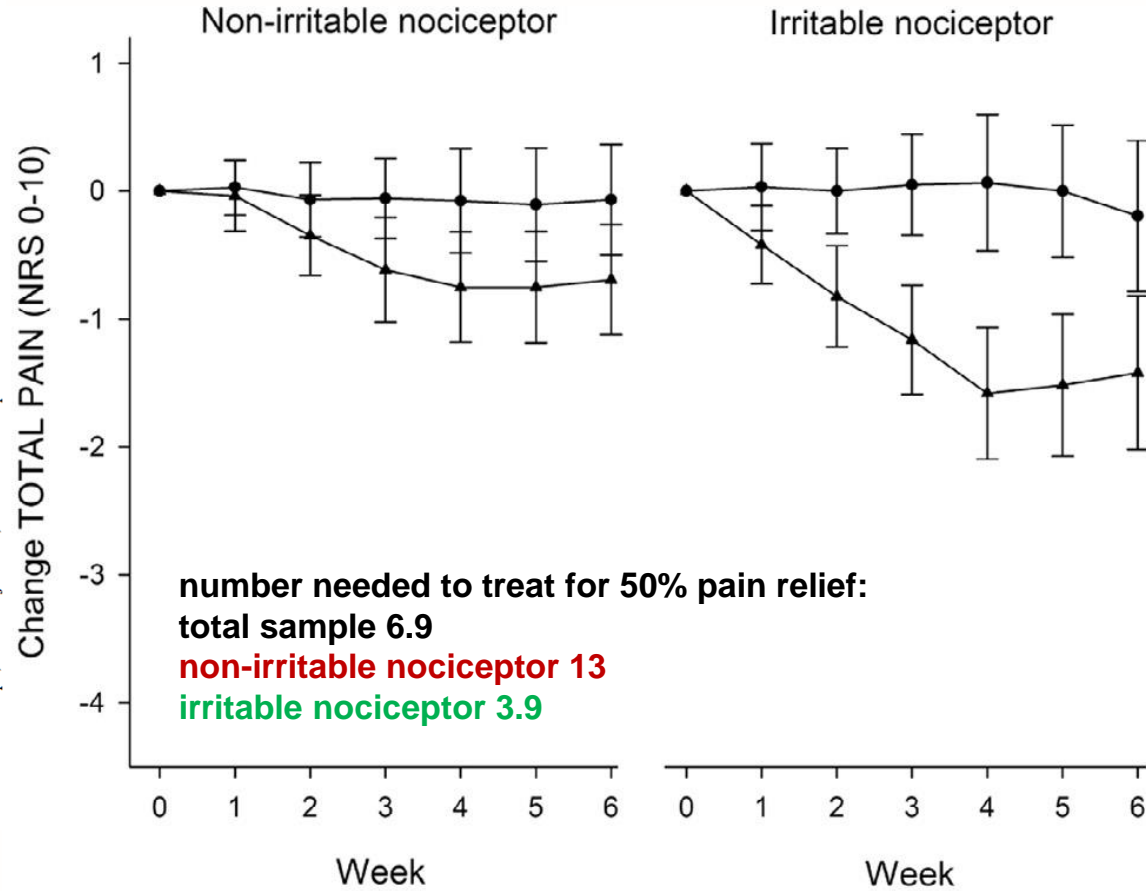 Non-irritable nociceptor
Irritable nociceptor
Change TOTAL PAIN (NRS 0-10)
1
0
-1
-2
-3
-4
number needed to treat for 50% pain relief:
total sample 6.9
non-irritable nociceptor 13
irritable nociceptor 3.9
0 1 2 3 4 5 6
0 1 2 3 4 5 6
Week
Week